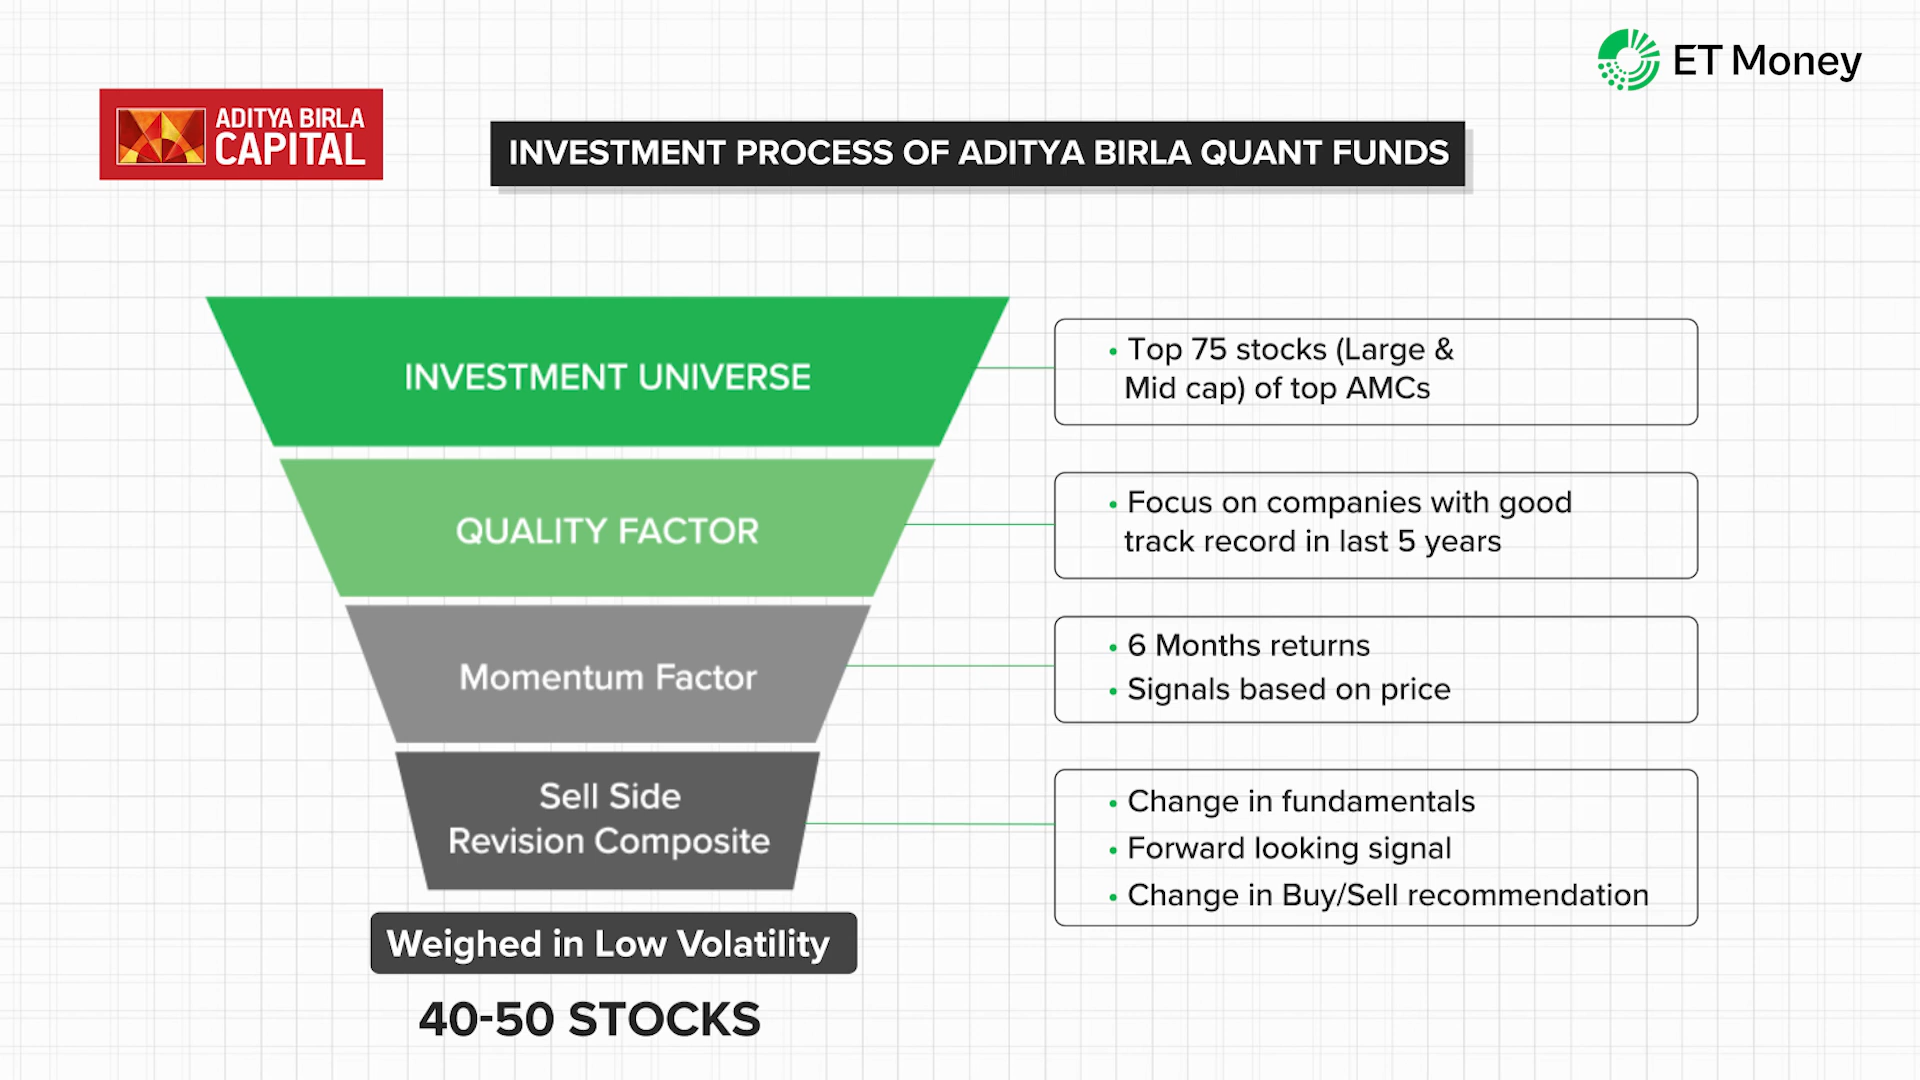 ET Money
ADITYA BIRLA
CAPITAL
INVESTMENT PROCESS OF ADITYA BIRLA QUANT FUNDS
INVESTMENT UNIVERSE
• Top 75 stocks (Large &
Mid cap) of top AMCs
QUALITY FACTOR
• Focus on companies with good
track record in last 5 years
Momentum Factor
• 6 Months returns
• Signals based on price
Sell Side
Revision Composite
• Change in fundamentals
• Forward looking signal
• Change in Buy/Sell recommendation
Weighed in Low Volatility
40-50 STOCKS